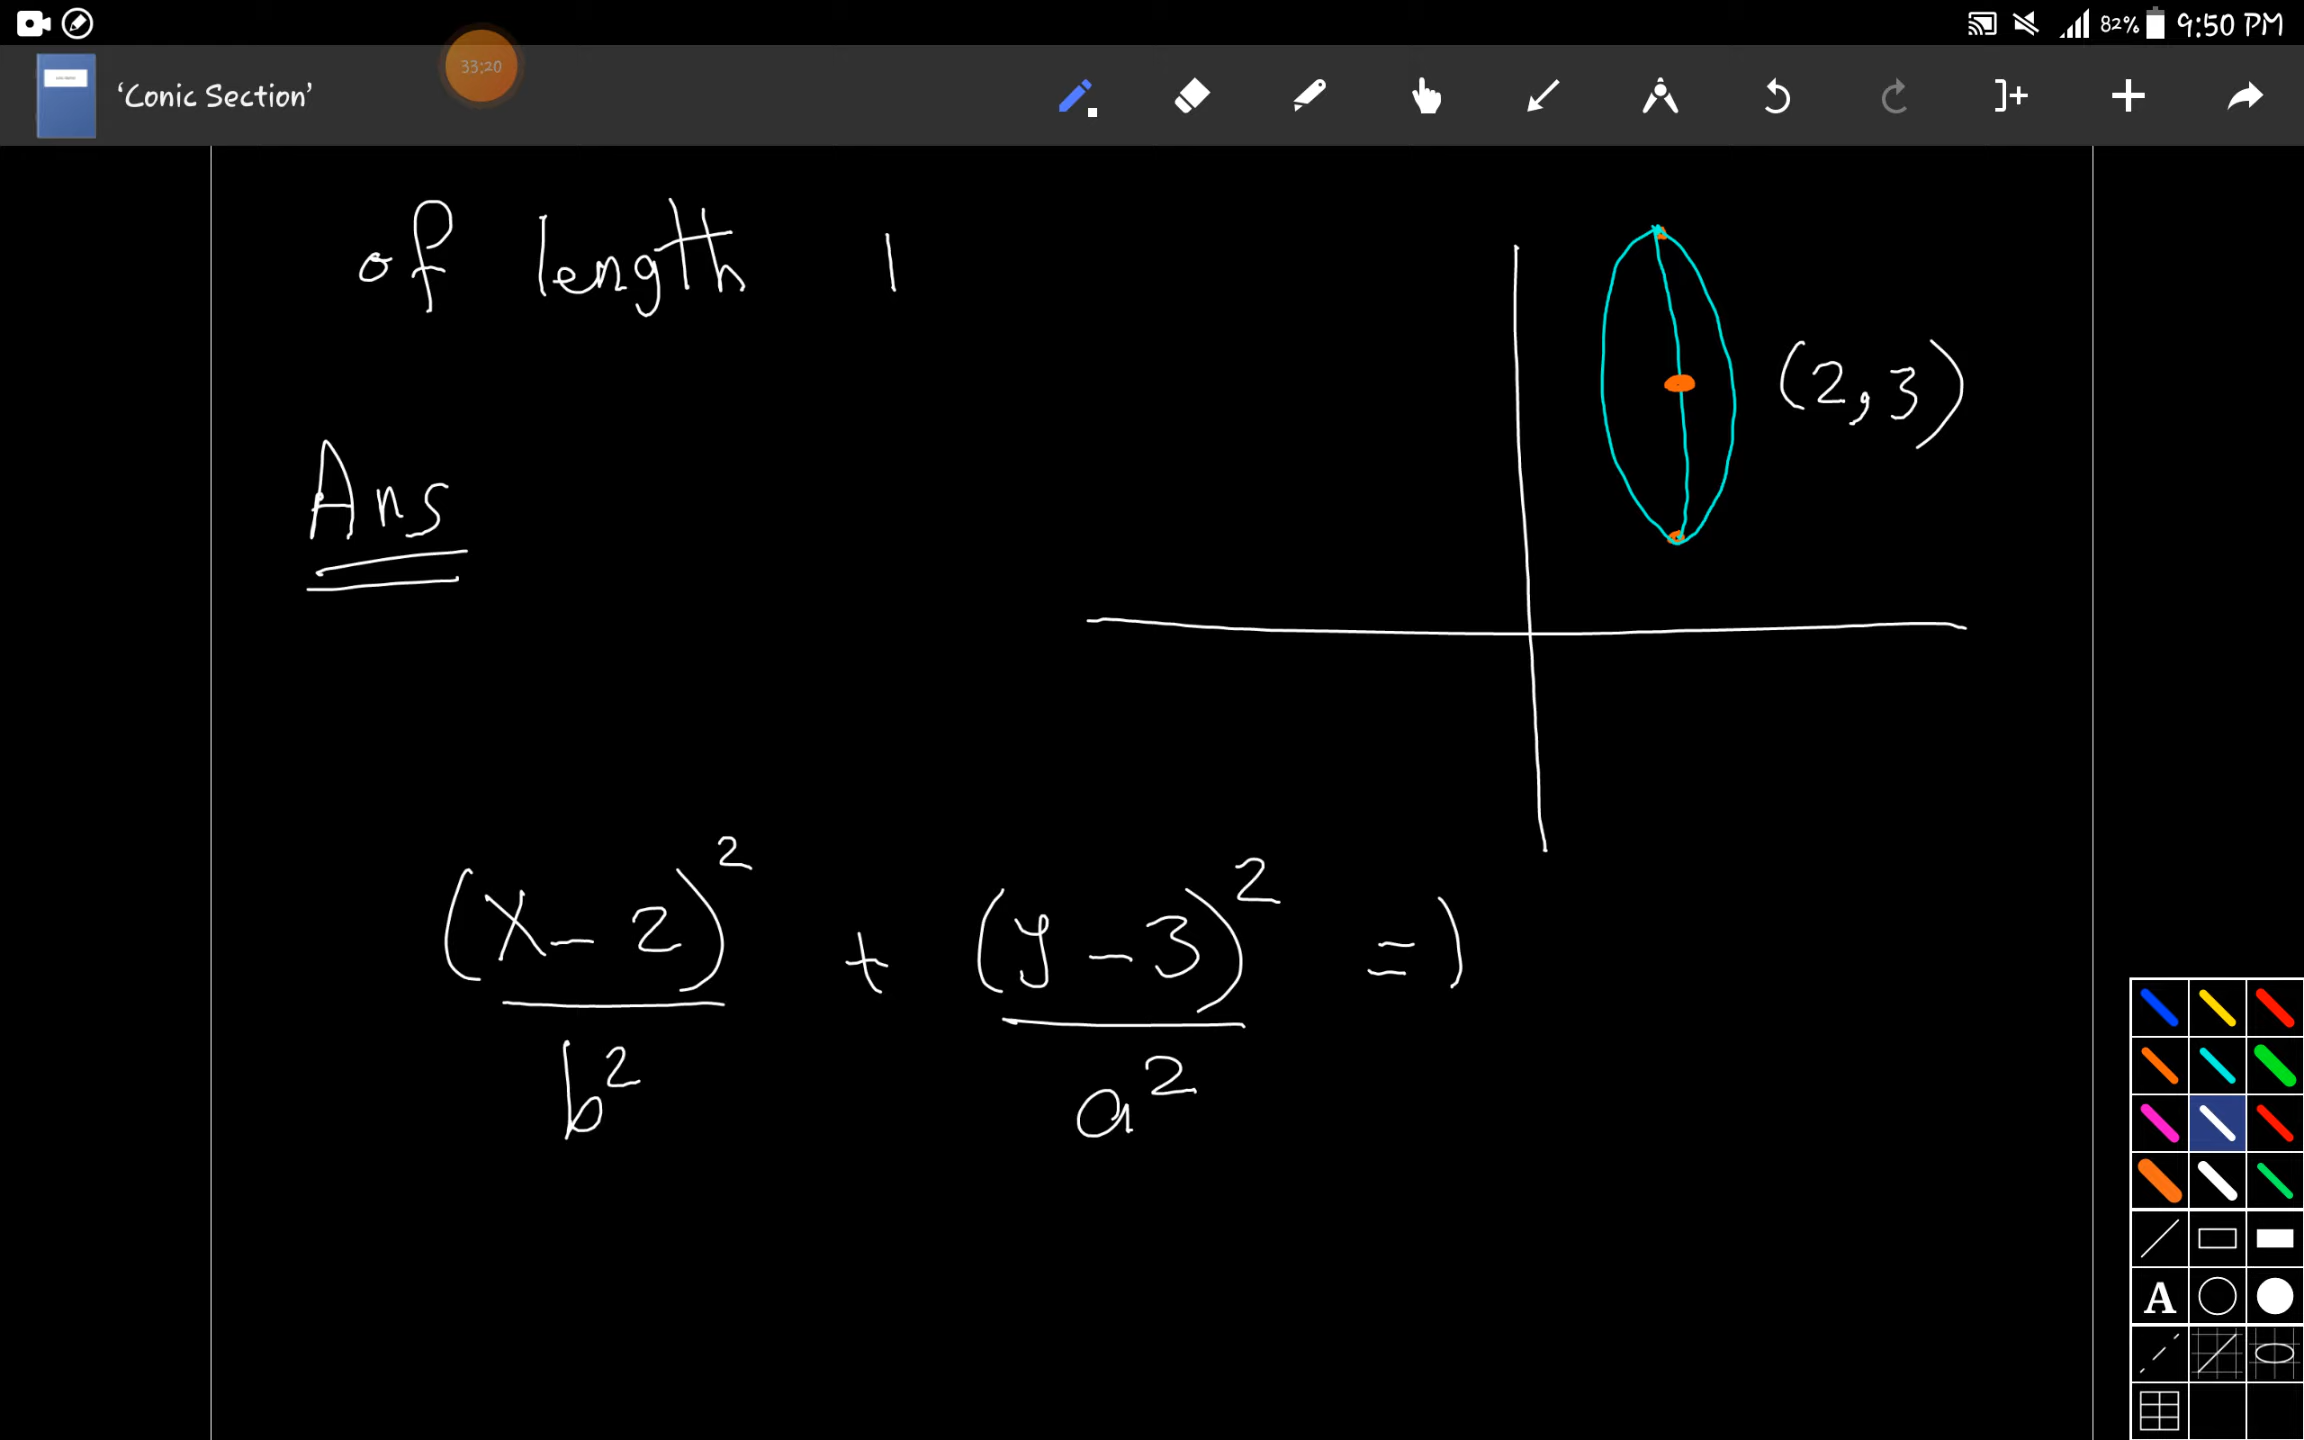 82% 9:50 PM
'Conic Section'
33:20
]+
of length 1
(2,3)
Ans
(x-2)² + (y-3)² =1
b² a²
A